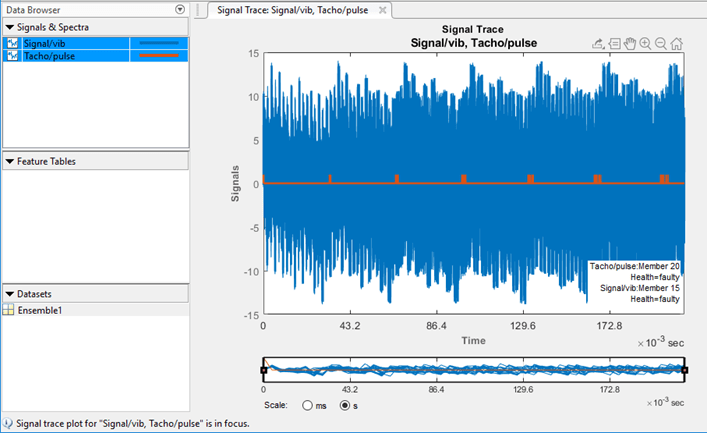 Data Browser
Signal Trace: Signal/vib, Tacho/pulse
Signals & Spectra
Signal/vib
Tacho/pulse
Feature Tables
Datasets
Ensemble1
Signal Trace
Signal/vib, Tacho/pulse
15
10
5
0
-5
-10
-15
Signals
Tacho/pulse:Member 20
Health=faulty
Signal/vib:Member 15
Health=faulty
0 43.2 86.4 129.6 172.8
Time
×10⁻³ sec
0 43.2 86.4 129.6 172.8
×10⁻³ sec
Scale: ms s
Signal trace plot for "Signal/vib, Tacho/pulse" is in focus.